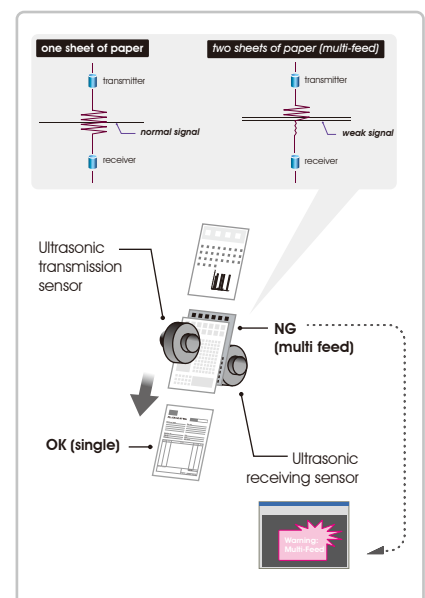 one sheet of paper
two sheets of paper (multi-feed)
transmitter
transmitter
normal signal
weak signal
receiver
receiver
Ultrasonic
transmission
sensor
NG
(multi feed)
OK (single)
Ultrasonic
receiving sensor
Warning:
Multi-Feed